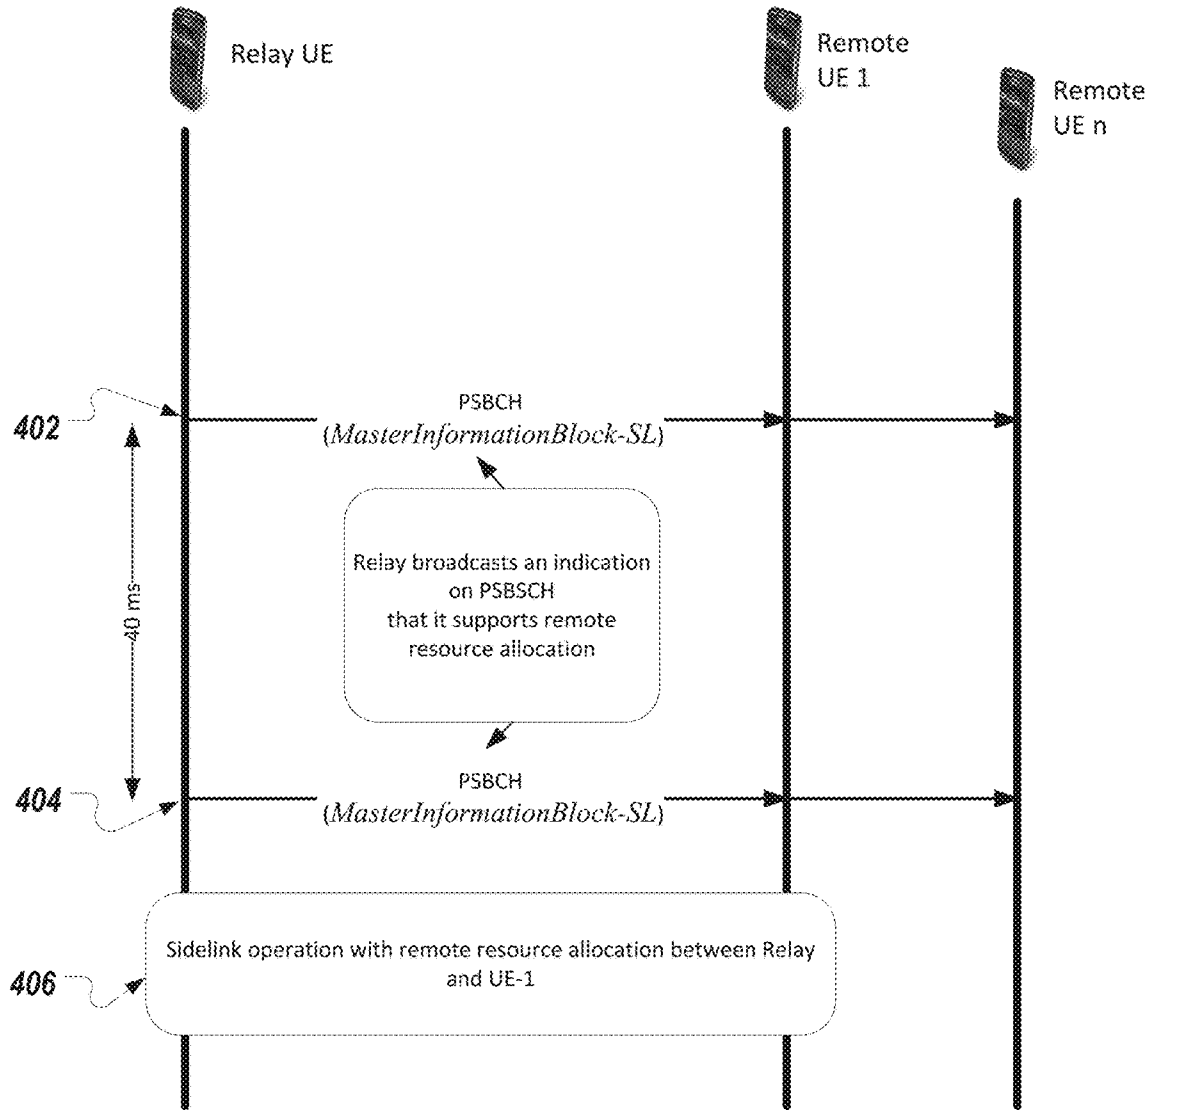 Relay UE
Remote
UE 1
Remote
UE n
402
PSBCH
(MasterInformationBlock-SL)
40 ms
Relay broadcasts an indication
on PSBSCH
that it supports remote
resource allocation
404
PSBCH
(MasterInformationBlock-SL)
406
Sidelink operation with remote resource allocation between Relay
and UE-1